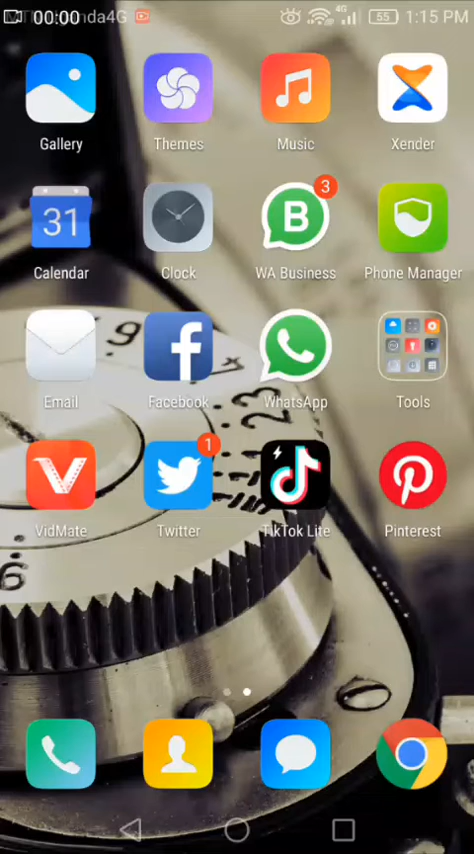 00:00
4G
55
1:15 PM
Gallery
Themes
Music
Xender
31
B
3
Calendar
Clock
WA Business
Phone Manager
Email
Facebook
WhatsApp
Tools
1
VidMate
Twitter
TikTok Lite
Pinterest